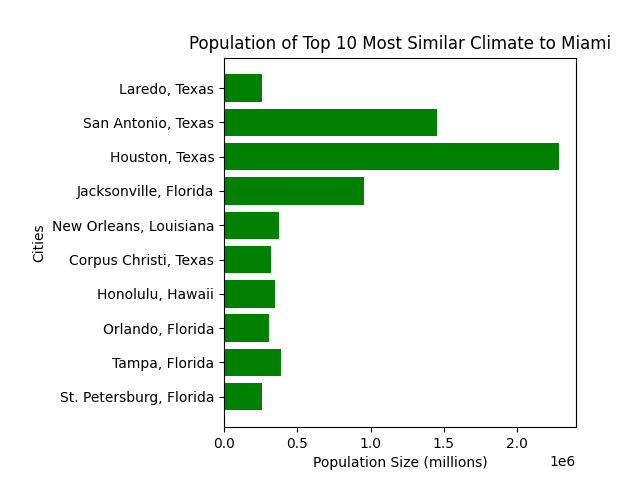 Population of Top 10 Most Similar Climate to Miami
Cities
Laredo, Texas
San Antonio, Texas
Houston, Texas
Jacksonville, Florida
New Orleans, Louisiana
Corpus Christi, Texas
Honolulu, Hawaii
Orlando, Florida
Tampa, Florida
St. Petersburg, Florida
0.0 0.5 1.0 1.5 2.0
Population Size (millions)
1e6